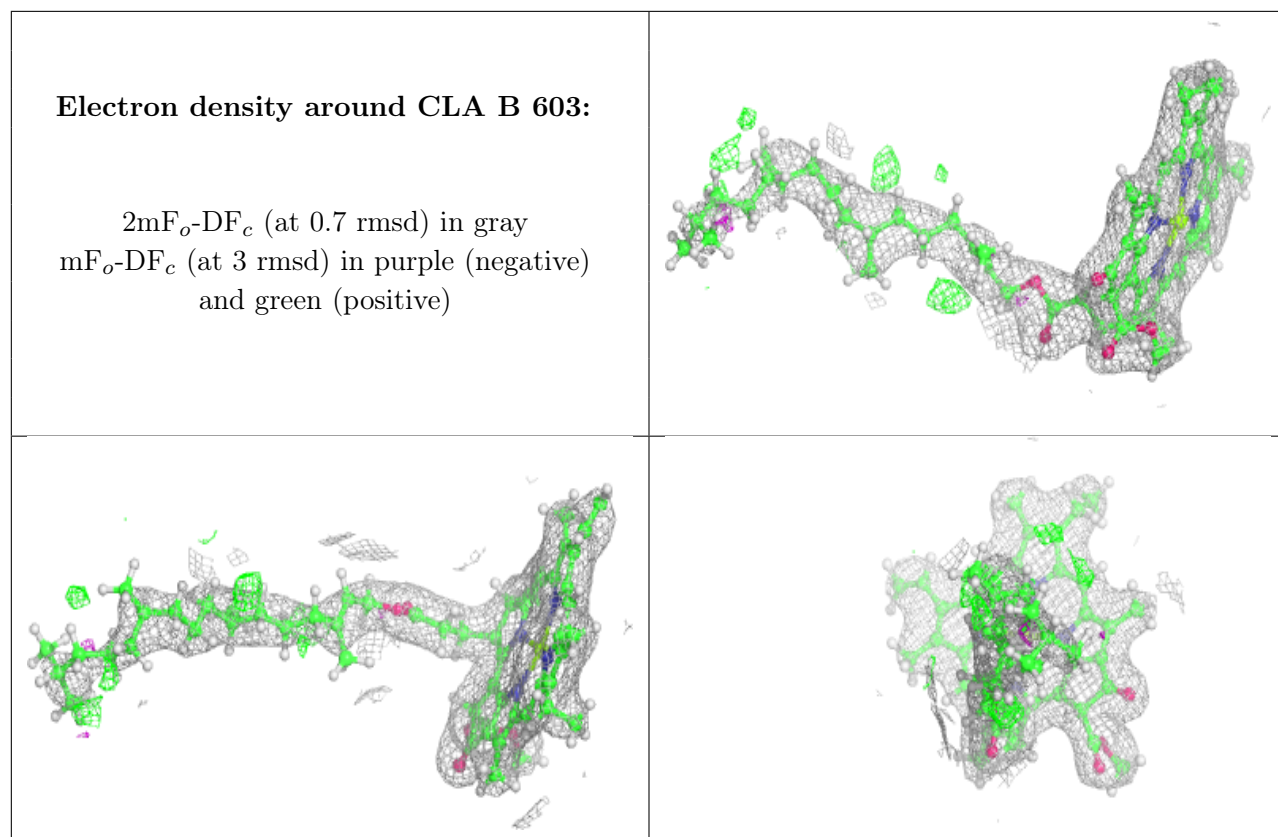 Electron density around CLA B 603:
2mFo-DFc (at 0.7 rmsd) in gray
mFo-DFc (at 3 rmsd) in purple (negative)
and green (positive)